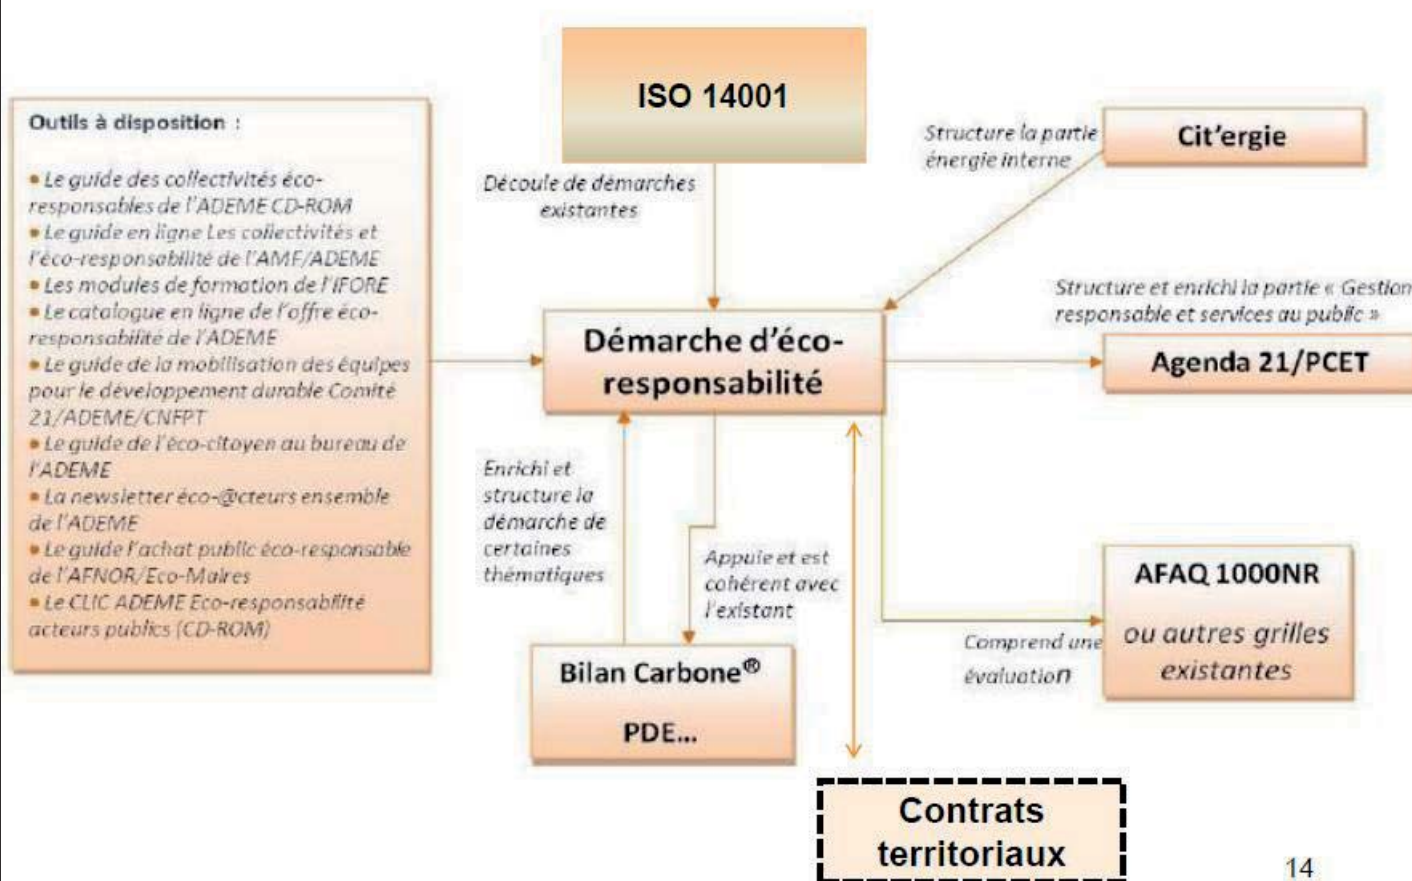 ISO 14001
Outils à disposition :
• Le guide des collectivités éco-
responsables de l'ADEME CD-ROM
• Le guide en ligne Les collectivités et
l'éco-responsabilité de l'AMF/ADEME
• Les modules de formation de l'IFORE
• Le catalogue en ligne de l'offre éco-
responsabilité de l'ADEME
• Le guide de la mobilisation des équipes
pour le développement durable Comité
21/ADEME/CNFPT
• Le guide de l'éco-citoyen au bureau de
l'ADEME
• La newsletter éco-@cteurs ensemble
de l'ADEME
• Le guide l'achat public éco-responsable
de l'AFNOR/Eco-Maires
• Le CLIC ADEME Eco-responsabilité
acteurs publics (CD-ROM)
Découle de démarches
existantes
Structure la partie
énergie interne
Cit'ergie
Démarche d'éco-
responsabilité
Structure et enrichi la partie « Gestion
responsable et services au public »
Agenda 21/PCET
Enrichi et
structure la
démarche de
certaines
thématiques
Appuie et est
cohérent avec
l'existant
Bilan Carbone®
PDE...
Comprend une
évaluation
AFAQ 1000NR
ou autres grilles
existantes
Contrats
territoriaux
14